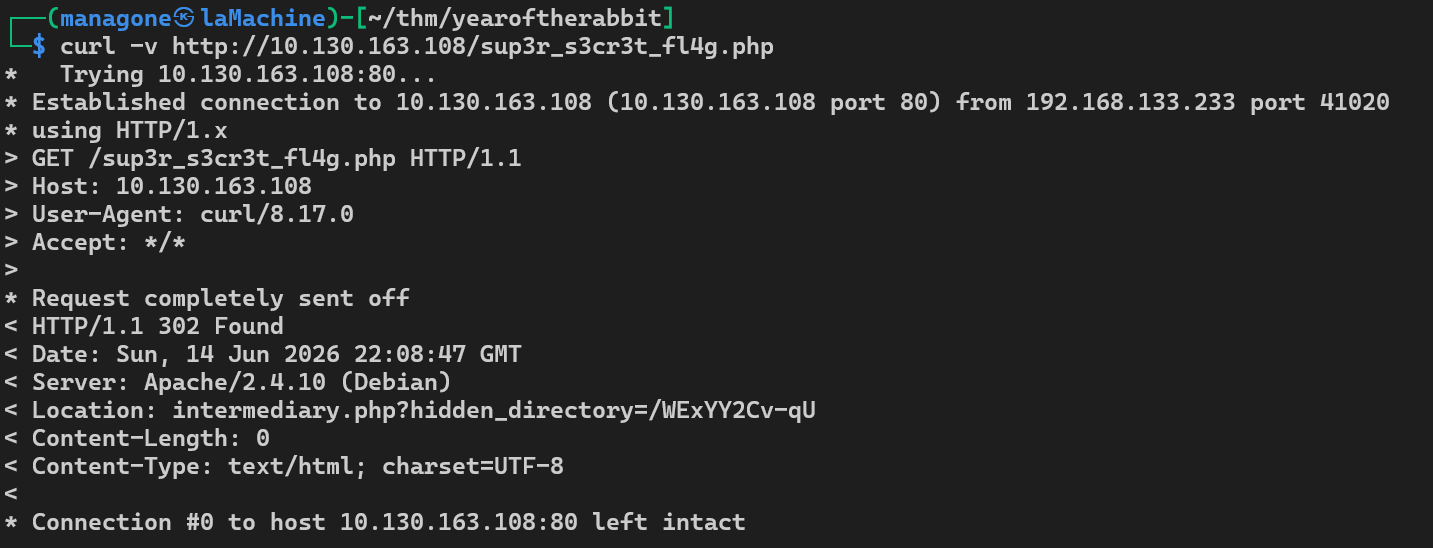 ┌──(managone㉿laMachine)-[~/thm/yearoftherabbit]
└─$ curl -v http://10.130.163.108/sup3r_s3cr3t_fl4g.php
*   Trying 10.130.163.108:80...
* Established connection to 10.130.163.108 (10.130.163.108 port 80) from 192.168.133.233 port 41020
* using HTTP/1.x
> GET /sup3r_s3cr3t_fl4g.php HTTP/1.1
> Host: 10.130.163.108
> User-Agent: curl/8.17.0
> Accept: */*
>
* Request completely sent off
< HTTP/1.1 302 Found
< Date: Sun, 14 Jun 2026 22:08:47 GMT
< Server: Apache/2.4.10 (Debian)
< Location: intermediary.php?hidden_directory=/WExYY2Cv-qU
< Content-Length: 0
< Content-Type: text/html; charset=UTF-8
<
* Connection #0 to host 10.130.163.108:80 left intact